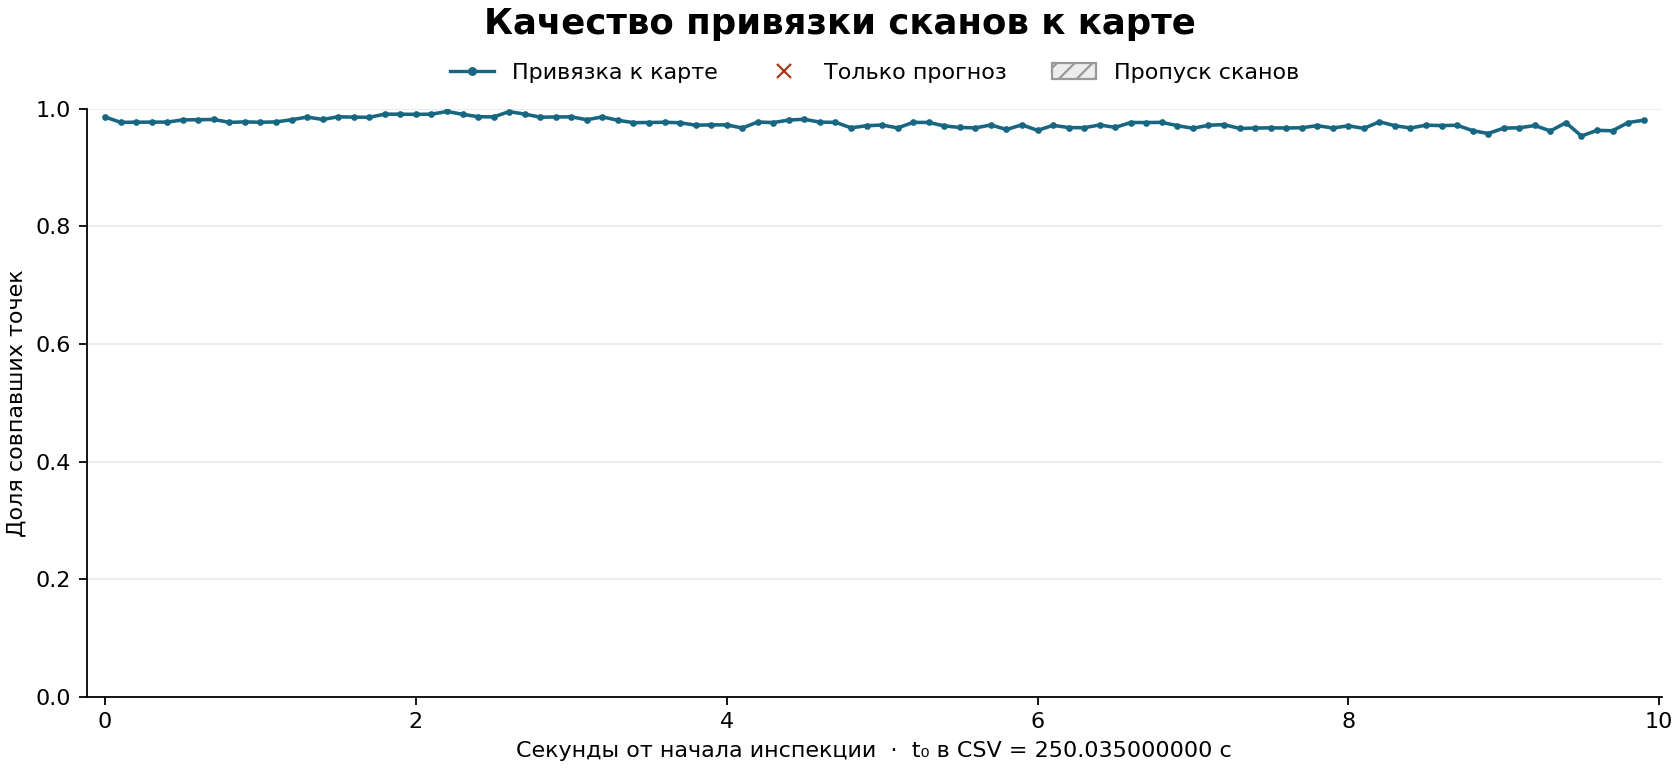 Качество привязки сканов к карте
Привязка к карте
Только прогноз
Пропуск сканов
Доля совпавших точек
1.0
0.8
0.6
0.4
0.2
0.0
0 2 4 6 8 10
Секунды от начала инспекции · t₀ в CSV = 250.035000000 с